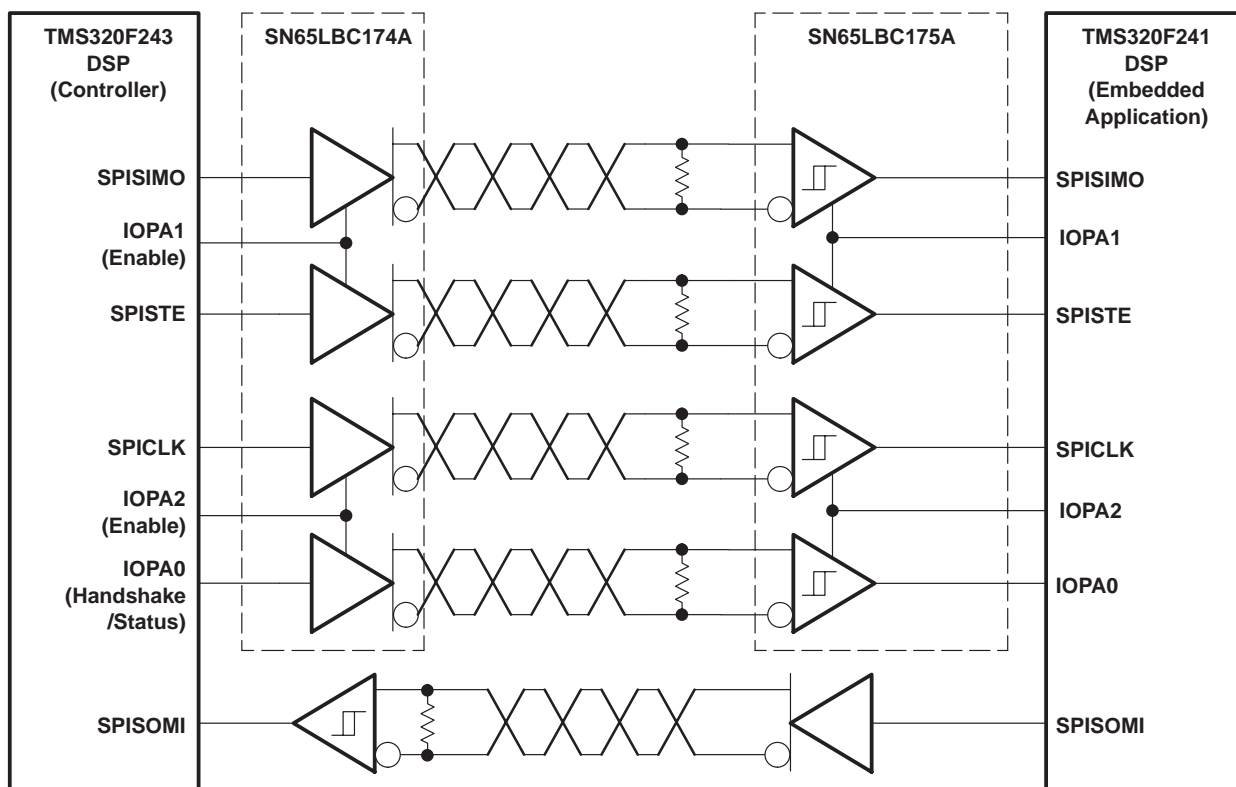 TMS320F243
DSP
(Controller)
SN65LBC174A
SN65LBC175A
TMS320F241
DSP
(Embedded
Application)
SPISIMO
SPISIMO
IOPA1
(Enable)
IOPA1
SPISTE
SPISTE
SPICLK
SPICLK
IOPA2
(Enable)
IOPA2
IOPA0
(Handshake
/Status)
IOPA0
SPISOMI
SPISOMI